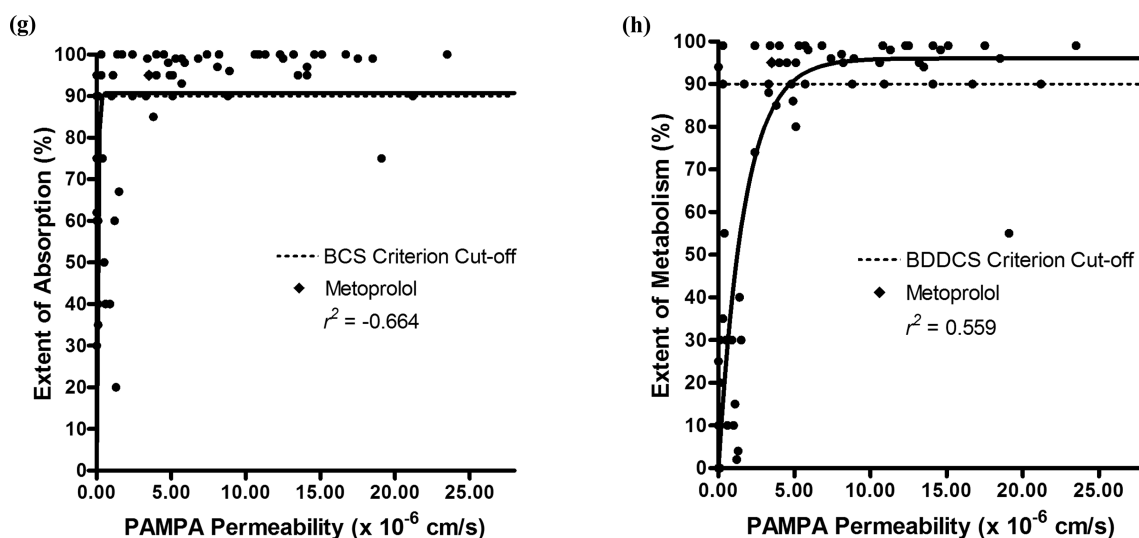 (g)
Extent of Absorption (%)
100
90
80
70
60
50
40
30
20
10
0
0.00 5.00 10.00 15.00 20.00 25.00
PAMPA Permeability (x 10⁻⁶ cm/s)
BCS Criterion Cut-off
Metoprolol
r² = -0.664
(h)
Extent of Metabolism (%)
100
90
80
70
60
50
40
30
20
10
0
0.00 5.00 10.00 15.00 20.00 25.00
PAMPA Permeability (x 10⁻⁶ cm/s)
BDDCS Criterion Cut-off
Metoprolol
r² = 0.559